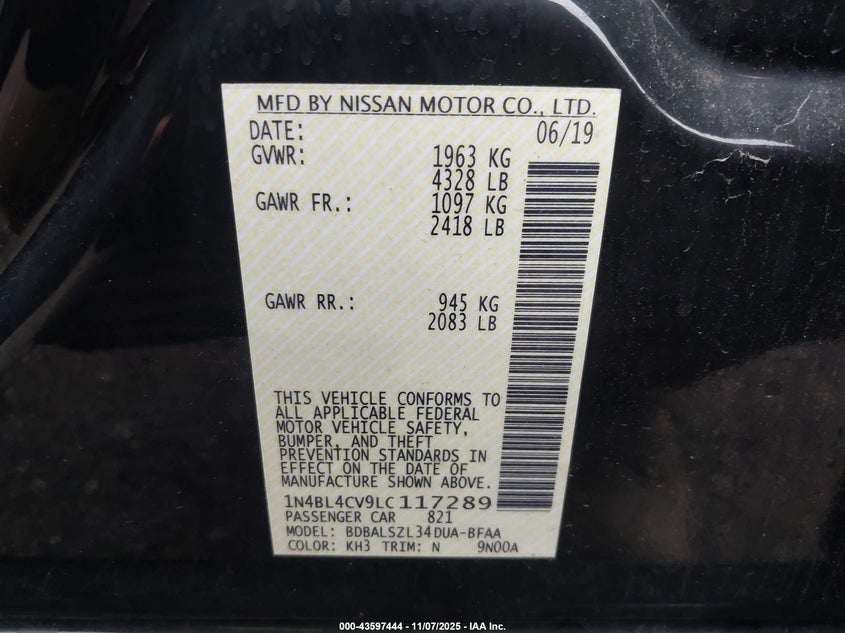 MFD BY NISSAN MOTOR CO., LTD.
DATE: 06/19
GVWR: 1963 KG
4328 LB
GAWR FR.: 1097 KG
2418 LB
GAWR RR.: 945 KG
2083 LB
THIS VEHICLE CONFORMS TO
ALL APPLICABLE FEDERAL
MOTOR VEHICLE SAFETY,
BUMPER, AND THEFT
PREVENTION STANDARDS IN
EFFECT ON THE DATE OF
MANUFACTURE SHOWN ABOVE.
1N4BL4CV9LC117289
PASSENGER CAR 821
MODEL: BDBALSZL34DUA-BFAA
COLOR: KH3 TRIM: N 9N00A
000-43597444 - 11/07/2025 - IAA Inc.